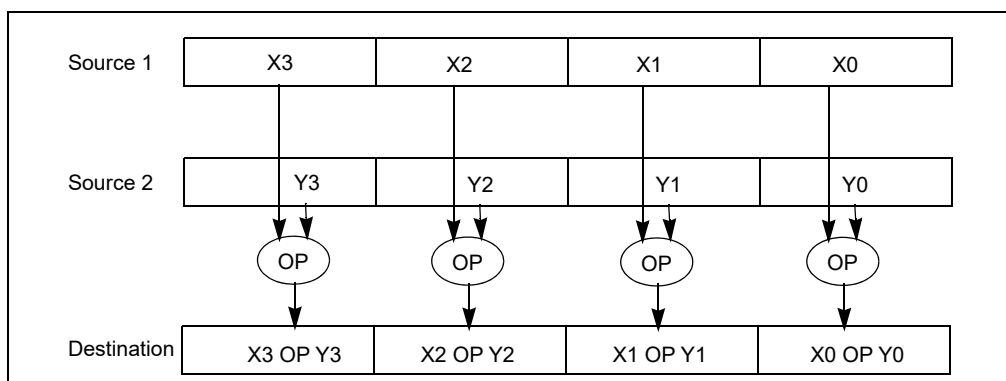 Source 1 X3 X2 X1 X0
Source 2 Y3 Y2 Y1 Y0
OP OP OP OP
Destination X3 OP Y3 X2 OP Y2 X1 OP Y1 X0 OP Y0